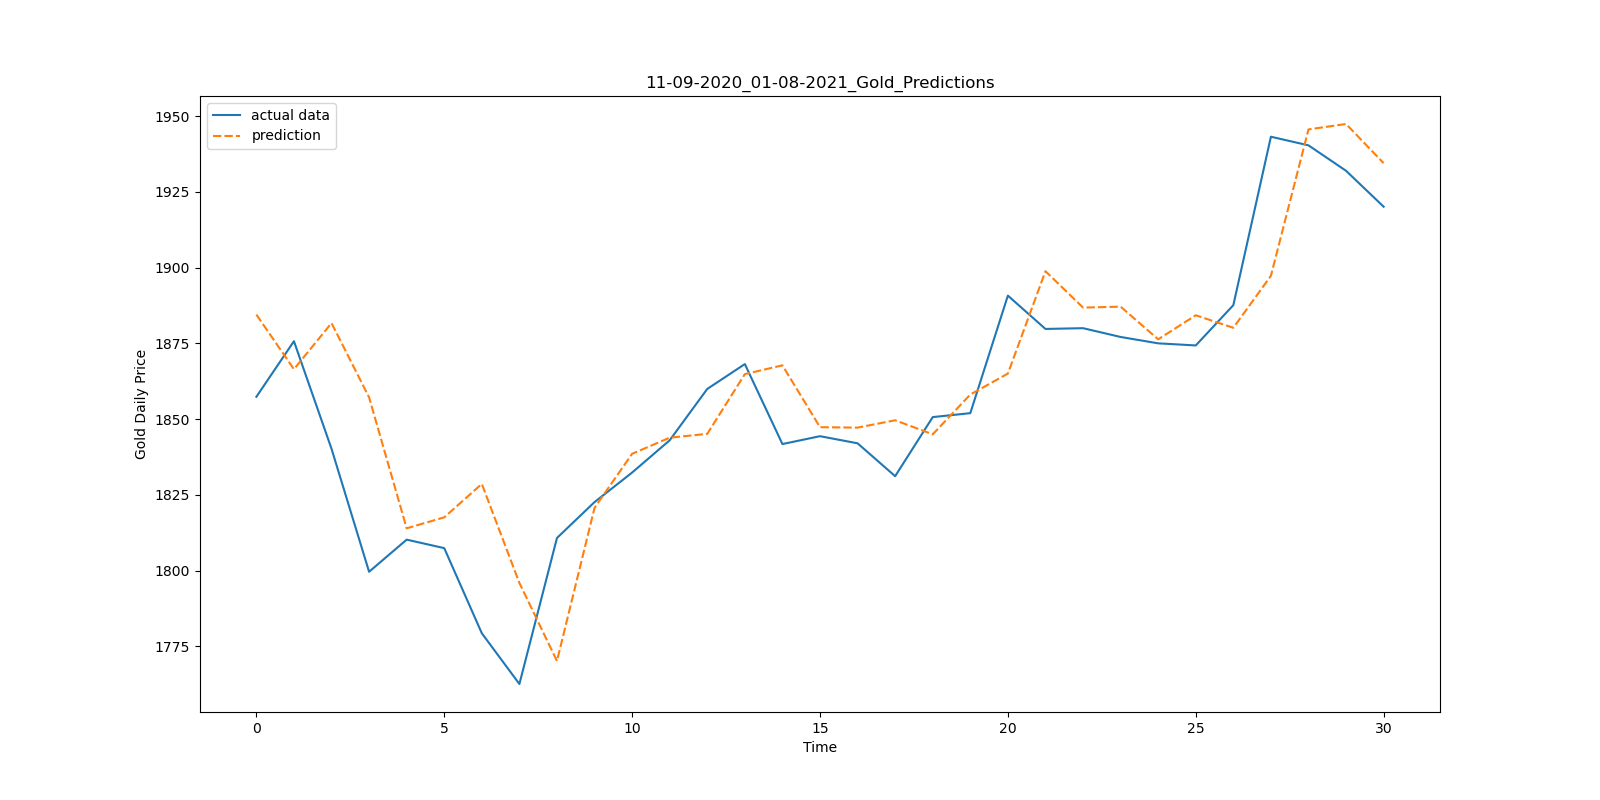 11-09-2020_01-08-2021_Gold_Predictions
actual data
prediction
1950
1925
1900
1875
1850
1825
1800
1775
Gold Daily Price
0 5 10 15 20 25 30
Time